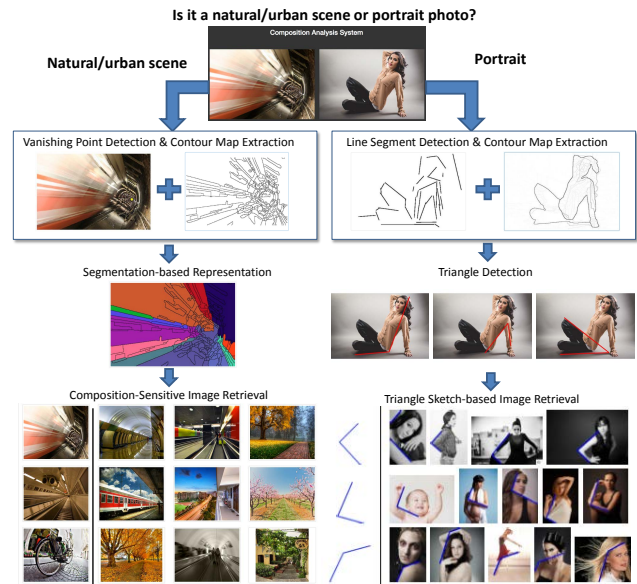 Is it a natural/urban scene or portrait photo?
Composition Analysis System
Natural/urban scene
Portrait
Vanishing Point Detection & Contour Map Extraction
Line Segment Detection & Contour Map Extraction
Segmentation-based Representation
Triangle Detection
Composition-Sensitive Image Retrieval
Triangle Sketch-based Image Retrieval